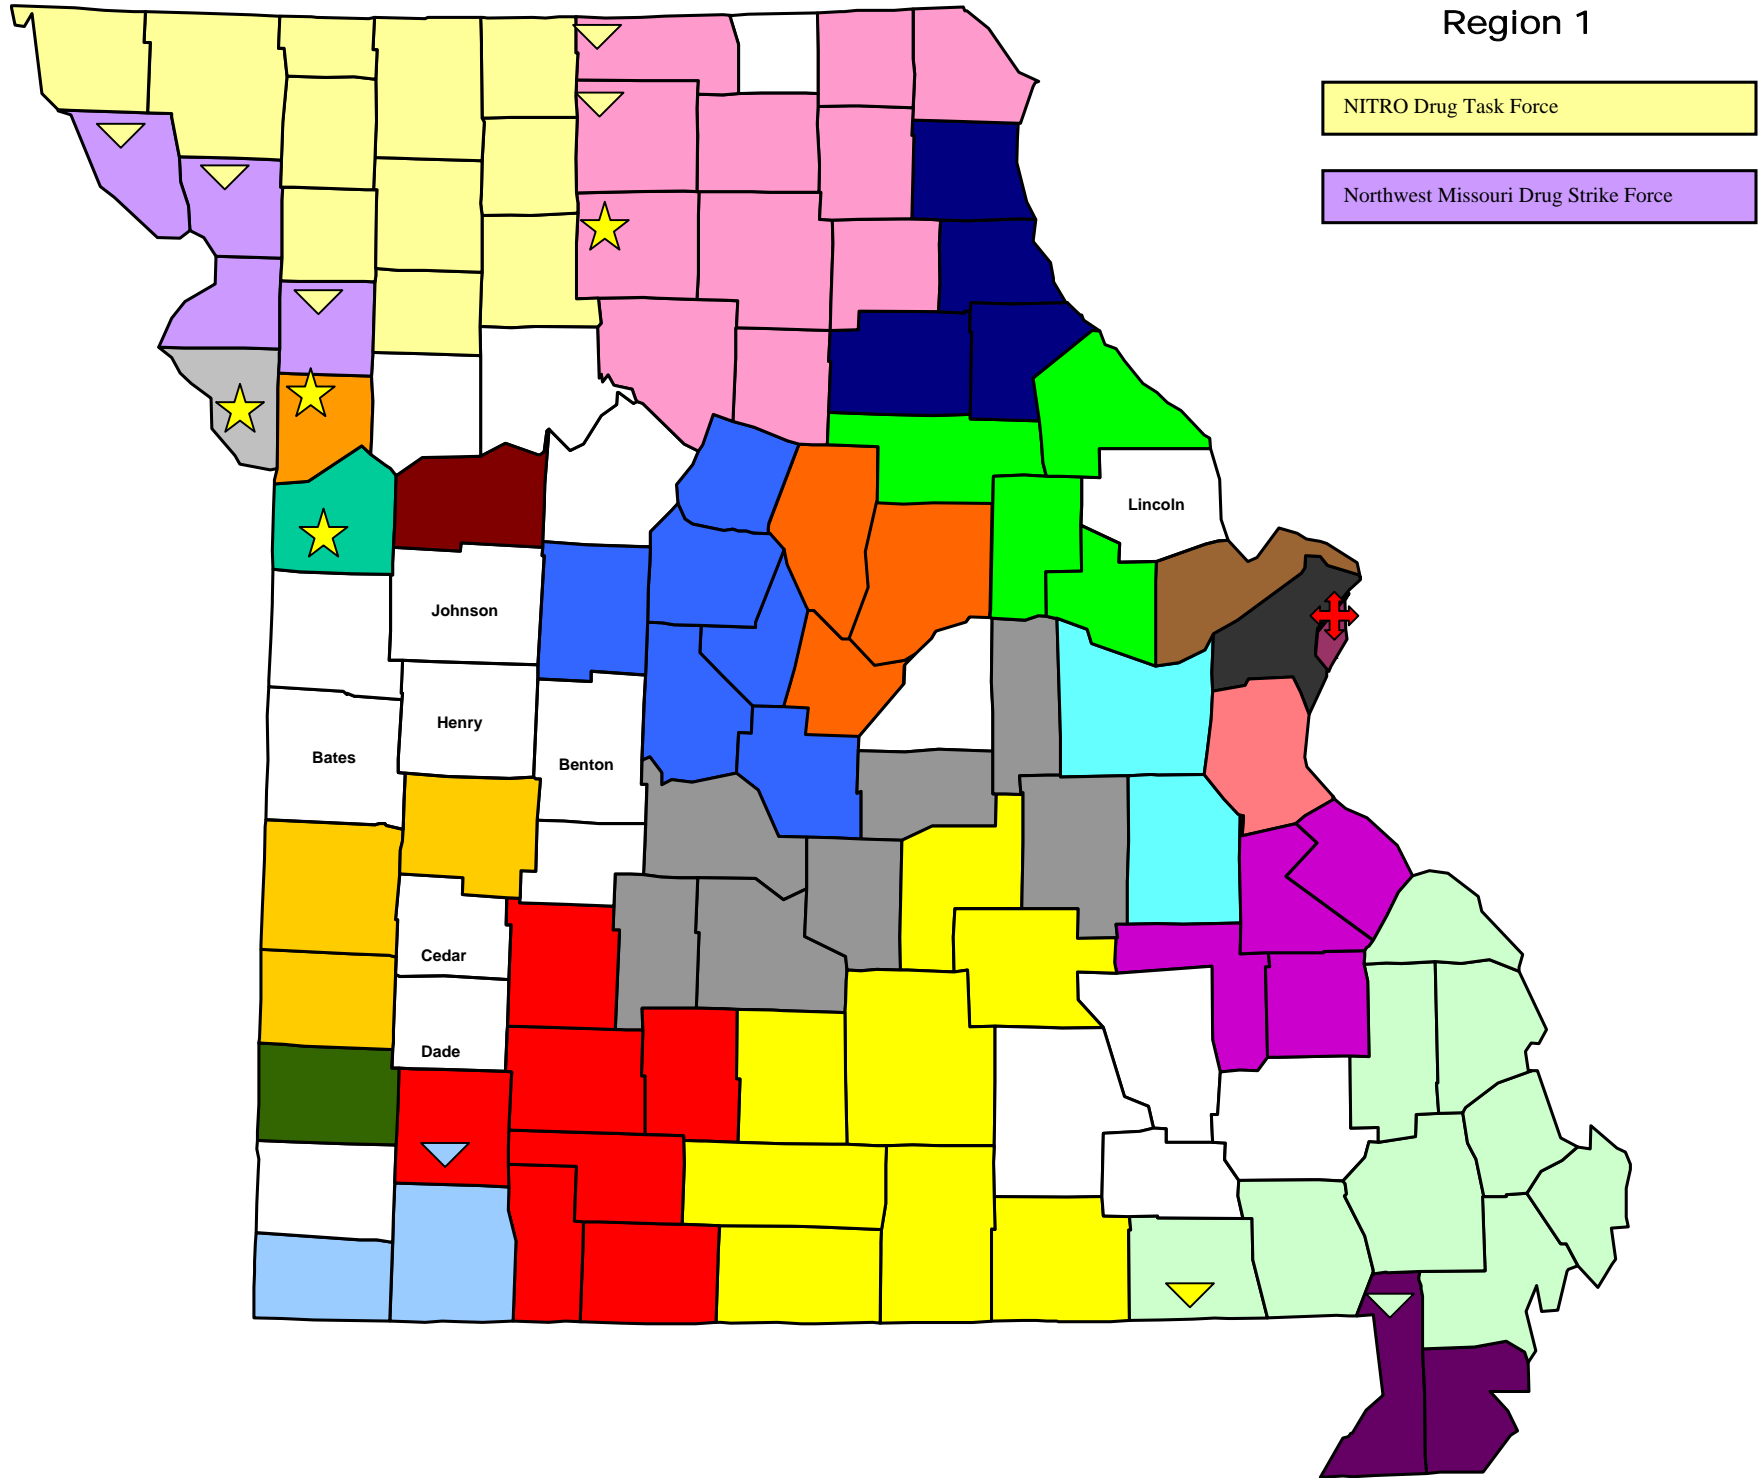 Region 1
NITRO Drug Task Force
Northwest Missouri Drug Strike Force
Lincoln
Johnson
Henry
Bates
Benton
Cedar
Dade